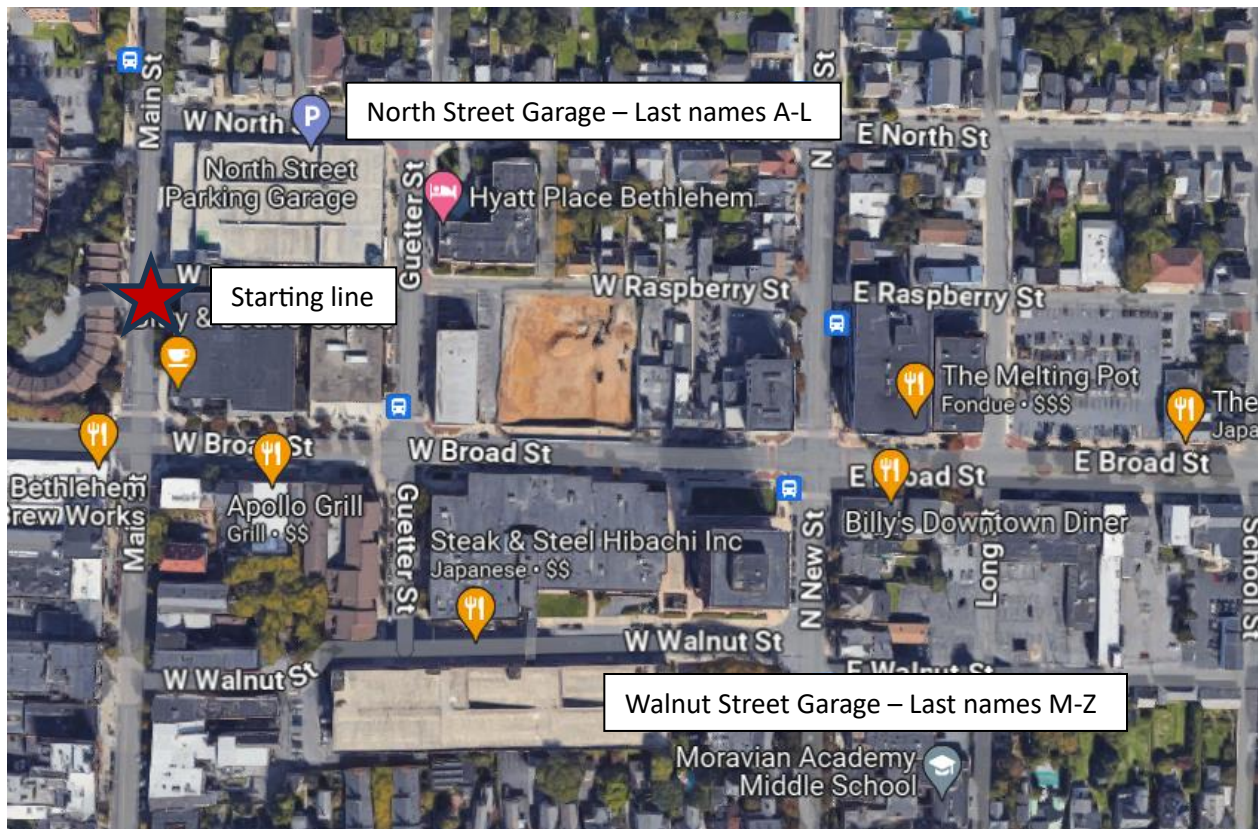 Main St
P
W North S
North Street Garage – Last names A-L
N
St
E North St
North Street
Parking Garage
Guetter St
Hyatt Place Bethlehem
W
Starting line
W Raspberry St
E Raspberry St
The Melting Pot
Fondue • $$$
The
Japa
W Broad St
W Broad St
E Broad St
E Broad St
Bethlehem
Brew Works
Main
Apollo Grill
Grill • $$
Guetter St
Steak & Steel Hibachi Inc
Japanese • $$
N New St
Billy's Downtown Diner
Long
School St
W Walnut St
W Walnut St
E Walnut St
Walnut Street Garage – Last names M-Z
Moravian Academy
Middle School